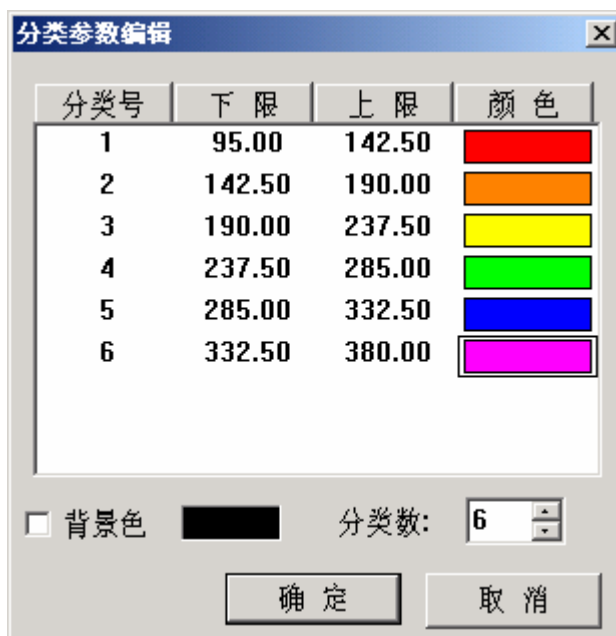 分类参数编辑
分类号 下 限 上 限 颜 色
1 95.00 142.50
2 142.50 190.00
3 190.00 237.50
4 237.50 285.00
5 285.00 332.50
6 332.50 380.00
背景色 分类数: 6
确 定 取 消